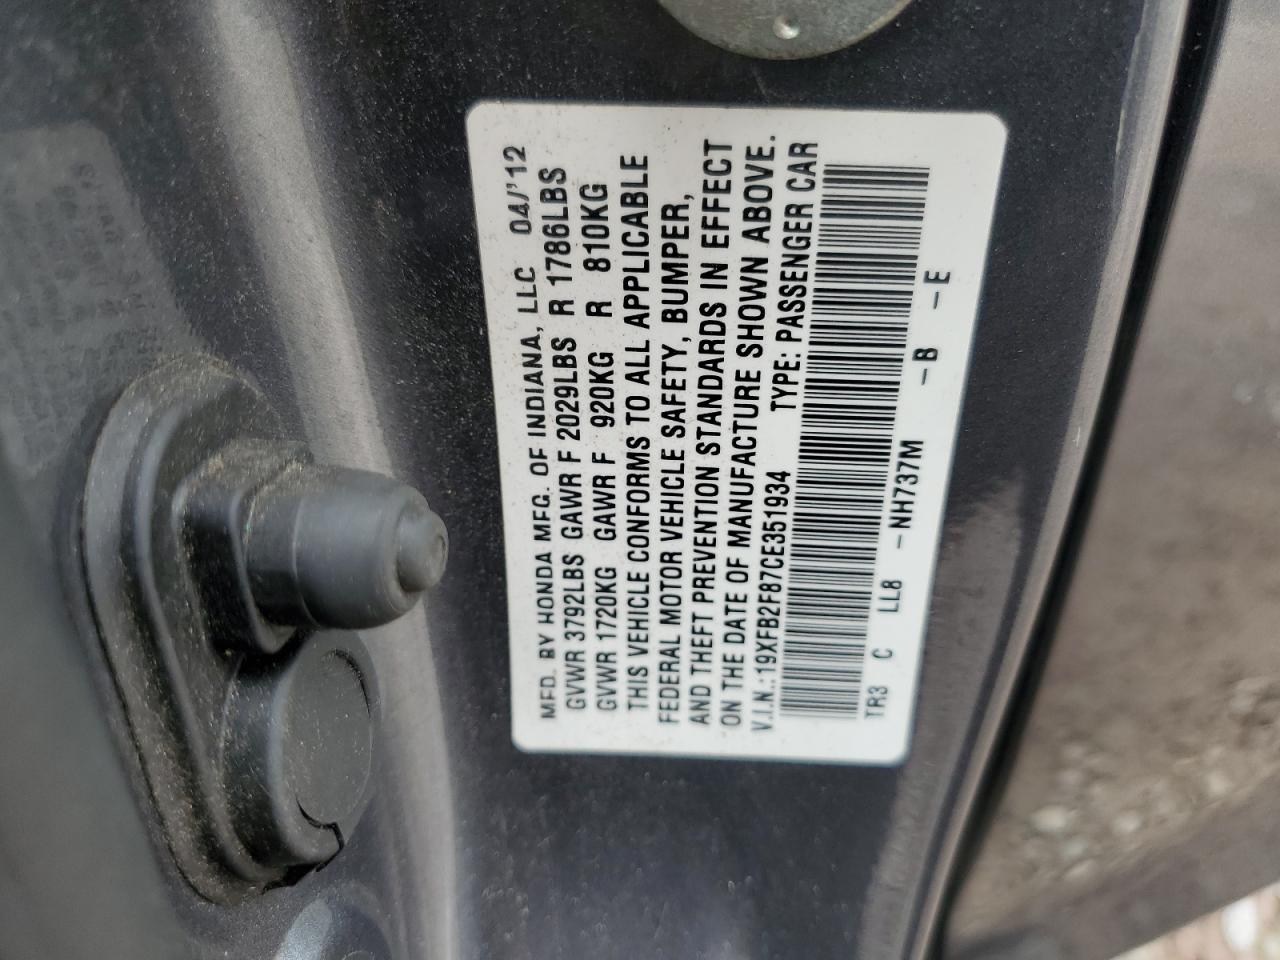 MFD. BY HONDA MFG. OF INDIANA, LLC 04/'12
GVWR 3792LBS GAWR F 2029LBS R 1786LBS
GVWR 1720KG GAWR F 920KG R 810KG
THIS VEHICLE CONFORMS TO ALL APPLICABLE
FEDERAL MOTOR VEHICLE SAFETY, BUMPER,
AND THEFT PREVENTION STANDARDS IN EFFECT
ON THE DATE OF MANUFACTURE SHOWN ABOVE.
V.I.N.:19XFB2F87CE351934 TYPE: PASSENGER CAR
TR3 C LL8 -NH737M -B -E